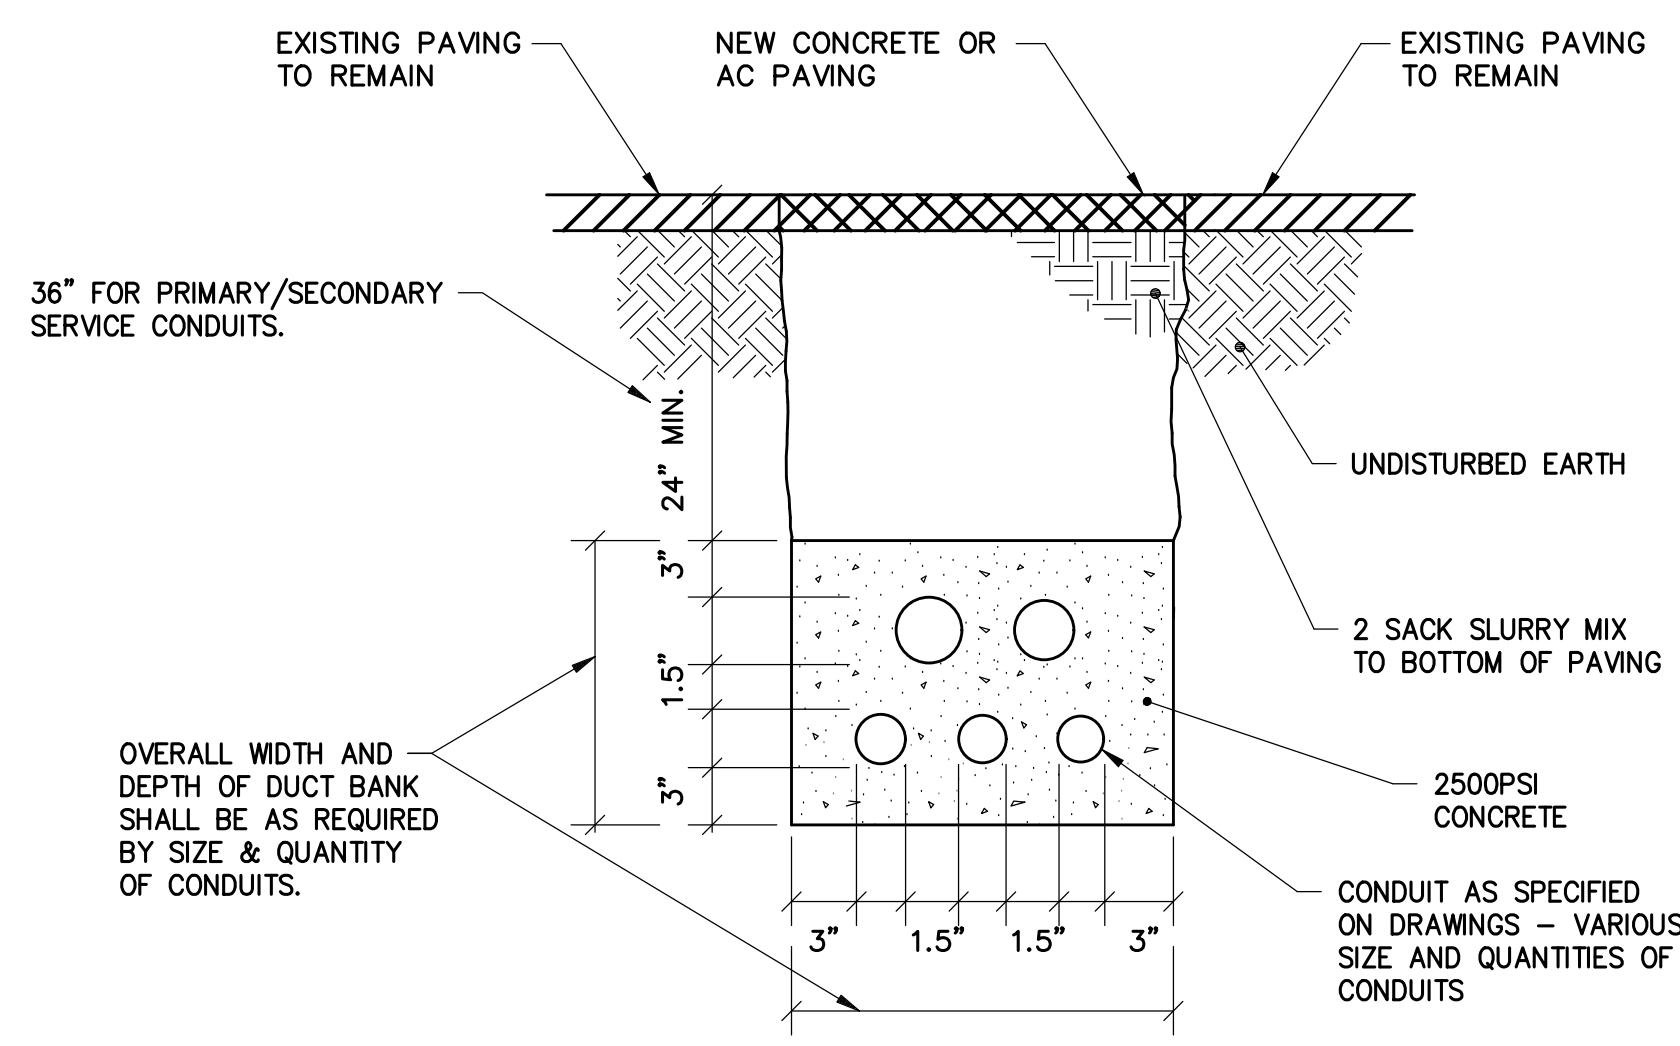 EXISTING PAVING
TO REMAIN
NEW CONCRETE OR
AC PAVING
EXISTING PAVING
TO REMAIN
36" FOR PRIMARY/SECONDARY
SERVICE CONDUITS.
24" MIN.
UNDISTURBED EARTH
3"
2 SACK SLURRY MIX
TO BOTTOM OF PAVING
1.5"
OVERALL WIDTH AND
DEPTH OF DUCT BANK
SHALL BE AS REQUIRED
BY SIZE & QUANTITY
OF CONDUITS.
3"
2500PSI
CONCRETE
3"
1.5"
1.5"
3"
CONDUIT AS SPECIFIED
ON DRAWINGS – VARIOUS
SIZE AND QUANTITIES OF
CONDUITS